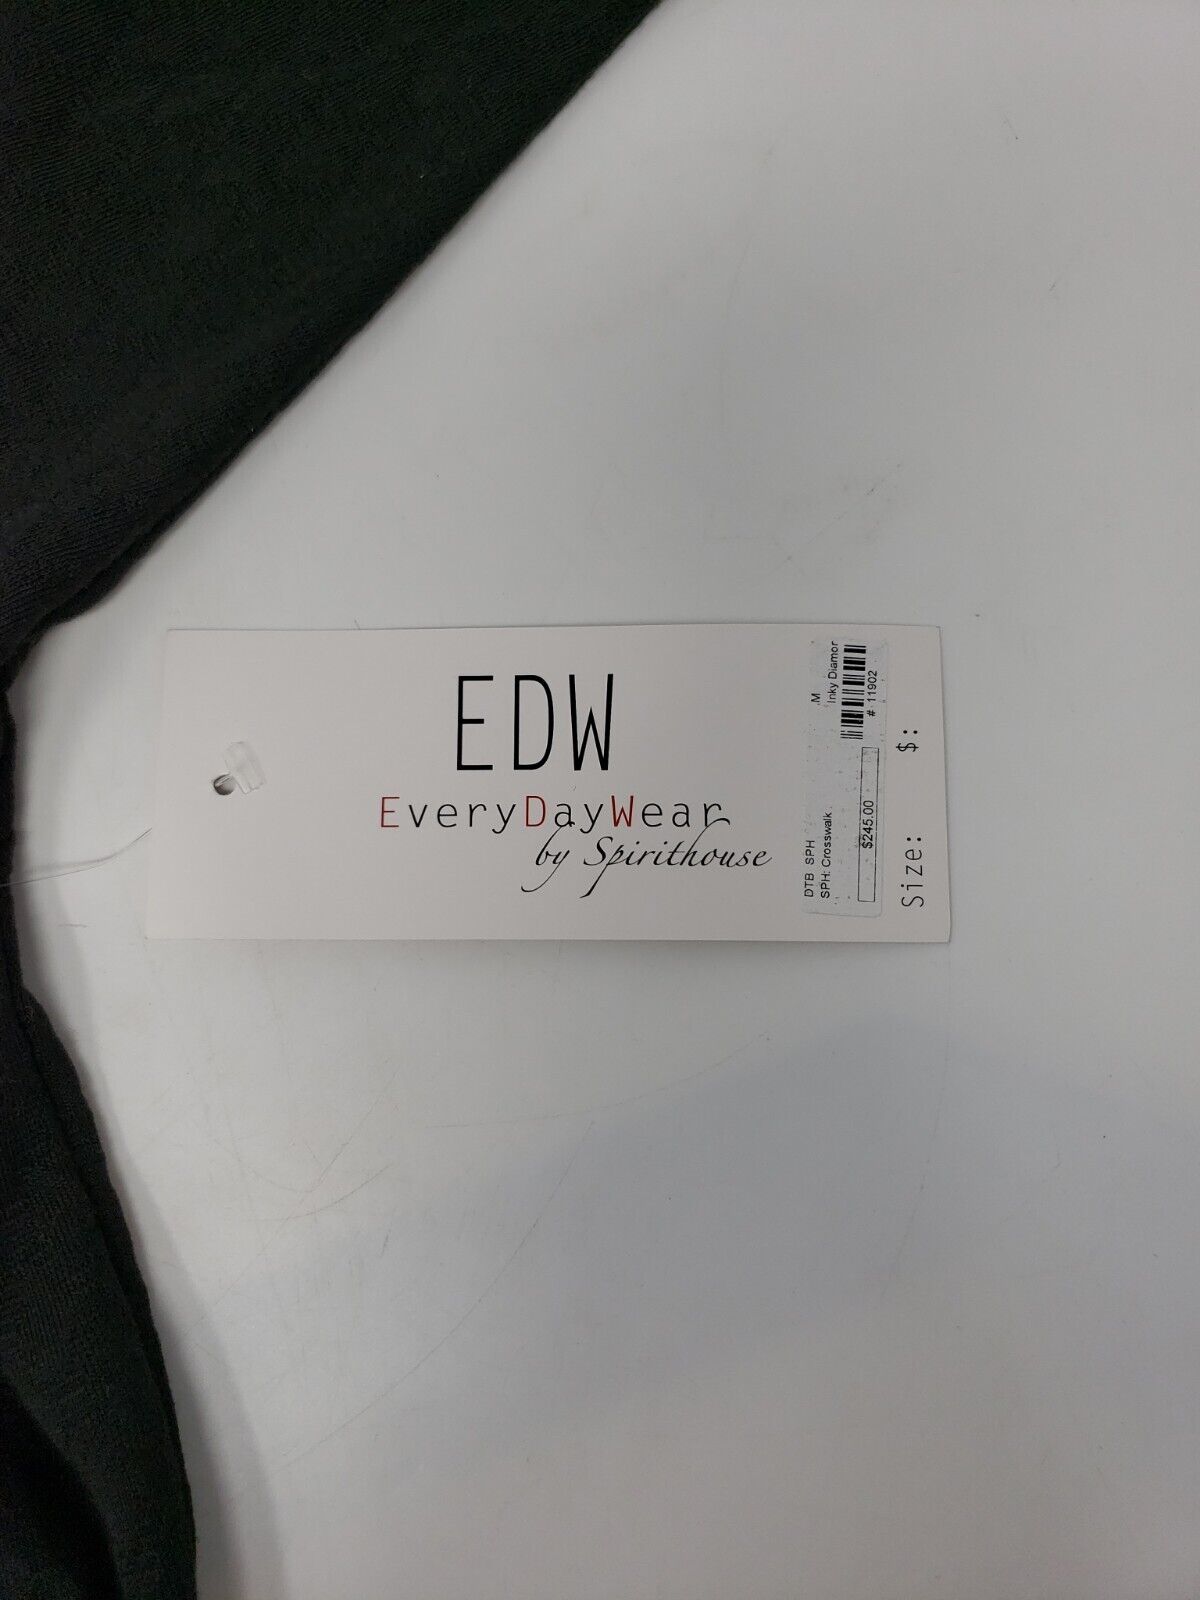 EDW
EveryDayWear
by Spirithouse
DTB SPH M
SPH: Crosswalk Inky Diamor
$245.00 # 11902
Size: $: